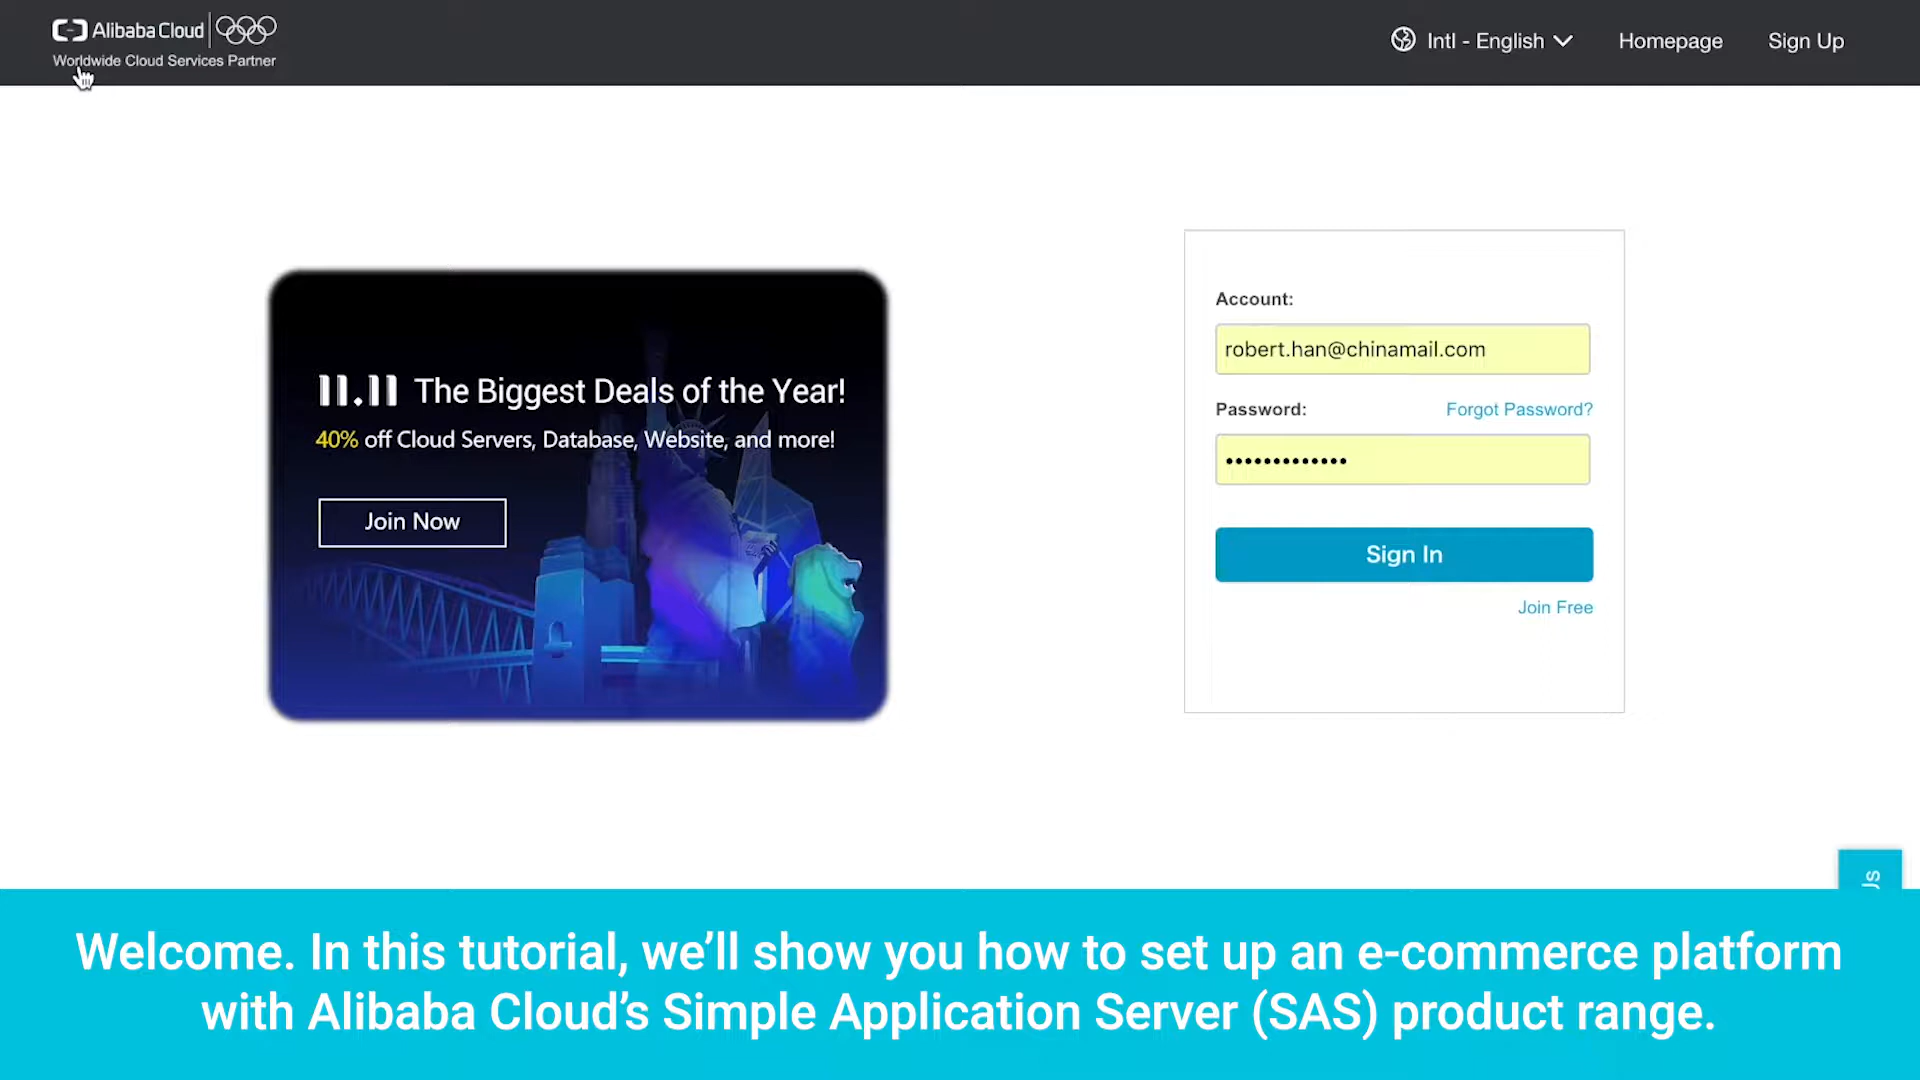 Alibaba Cloud
Worldwide Cloud Services Partner
Intl - English
Homepage
Sign Up
11.11 The Biggest Deals of the Year!
40% off Cloud Servers, Database, Website, and more!
Join Now
Account:
robert.han@chinamail.com
Password:
Forgot Password?
•••••••••••••
Sign In
Join Free
Us
Welcome. In this tutorial, we’ll show you how to set up an e-commerce platform
with Alibaba Cloud’s Simple Application Server (SAS) product range.